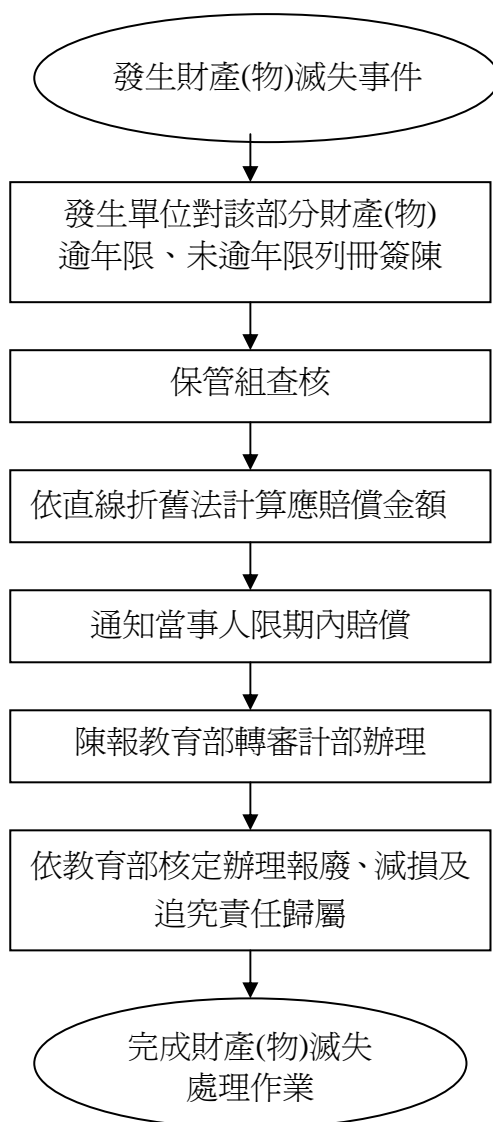 發生財產(物)滅失事件
發生單位對該部分財產(物)
逾年限、未逾年限列冊簽陳
保管組查核
依直線折舊法計算應賠償金額
通知當事人限期內賠償
陳報教育部轉審計部辦理
依教育部核定辦理報廢、減損及
追究責任歸屬
完成財產(物)滅失
處理作業